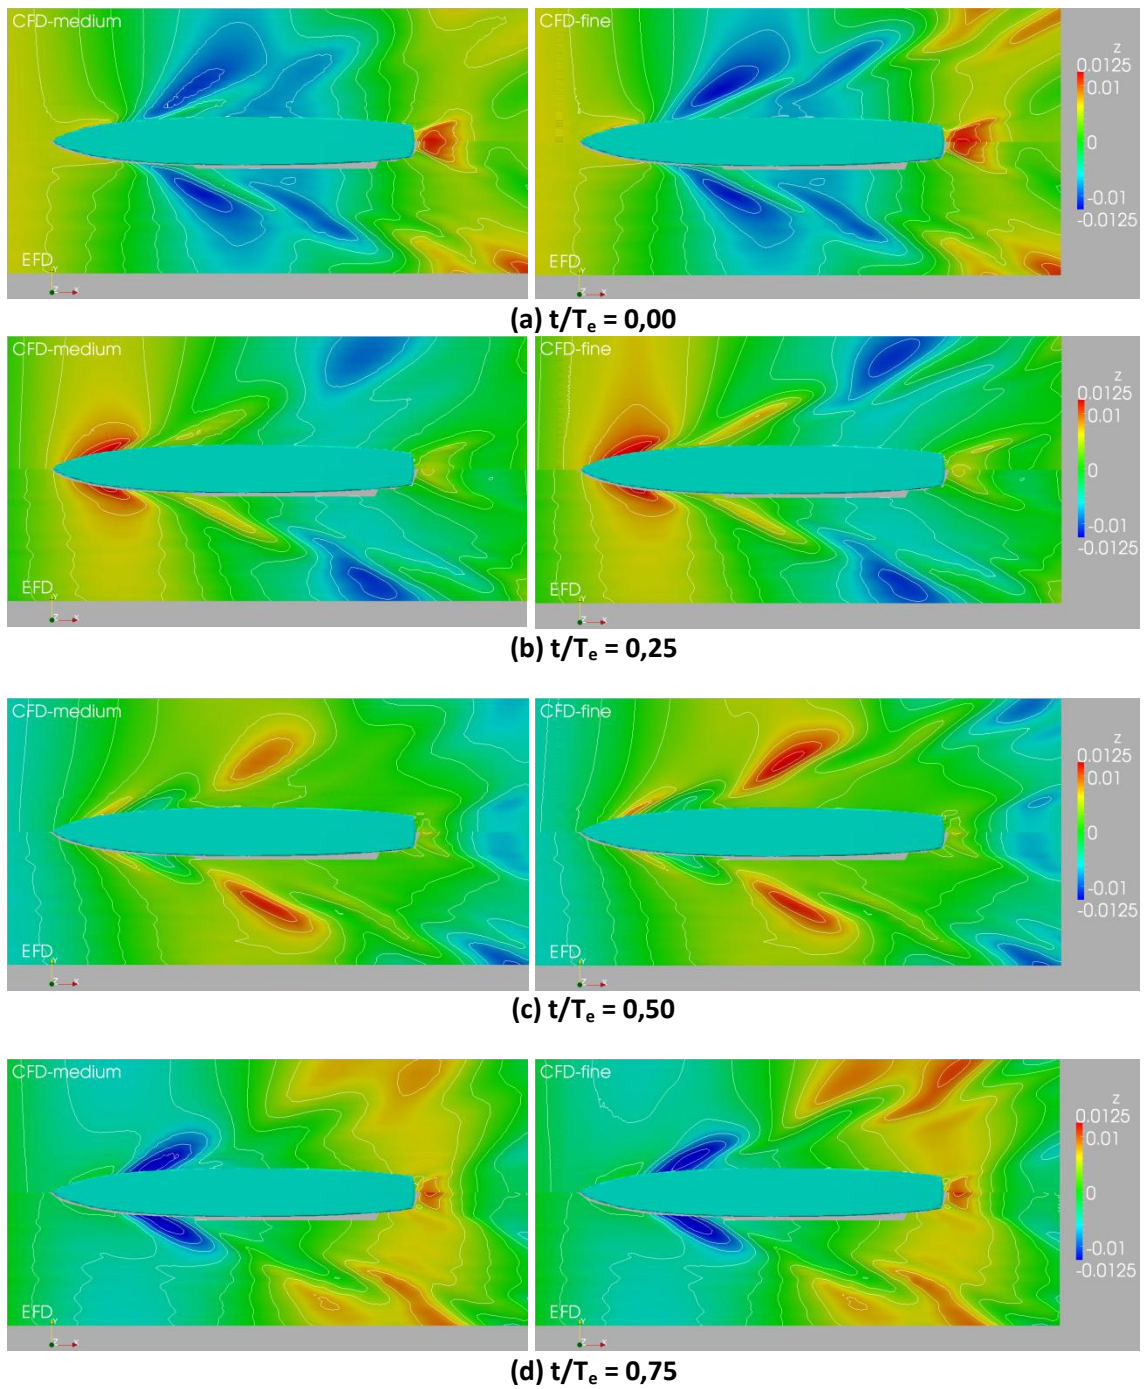 CFD-medium
CFD-fine
z
0.0125
0.01
0
-0.01
-0.0125
EFD
Y
Z
X
EFD
Y
Z
X
(a) t/Tₑ = 0,00
CFD-medium
CFD-fine
z
0.0125
0.01
0
-0.01
-0.0125
EFD
Y
Z
X
EFD
Y
Z
X
(b) t/Tₑ = 0,25
CFD-medium
CFD-fine
z
0.0125
0.01
0
-0.01
-0.0125
EFD
Y
Z
X
EFD
Y
Z
X
(c) t/Tₑ = 0,50
CFD-medium
CFD-fine
z
0.0125
0.01
0
-0.01
-0.0125
EFD
Y
Z
X
EFD
Y
Z
X
(d) t/Tₑ = 0,75